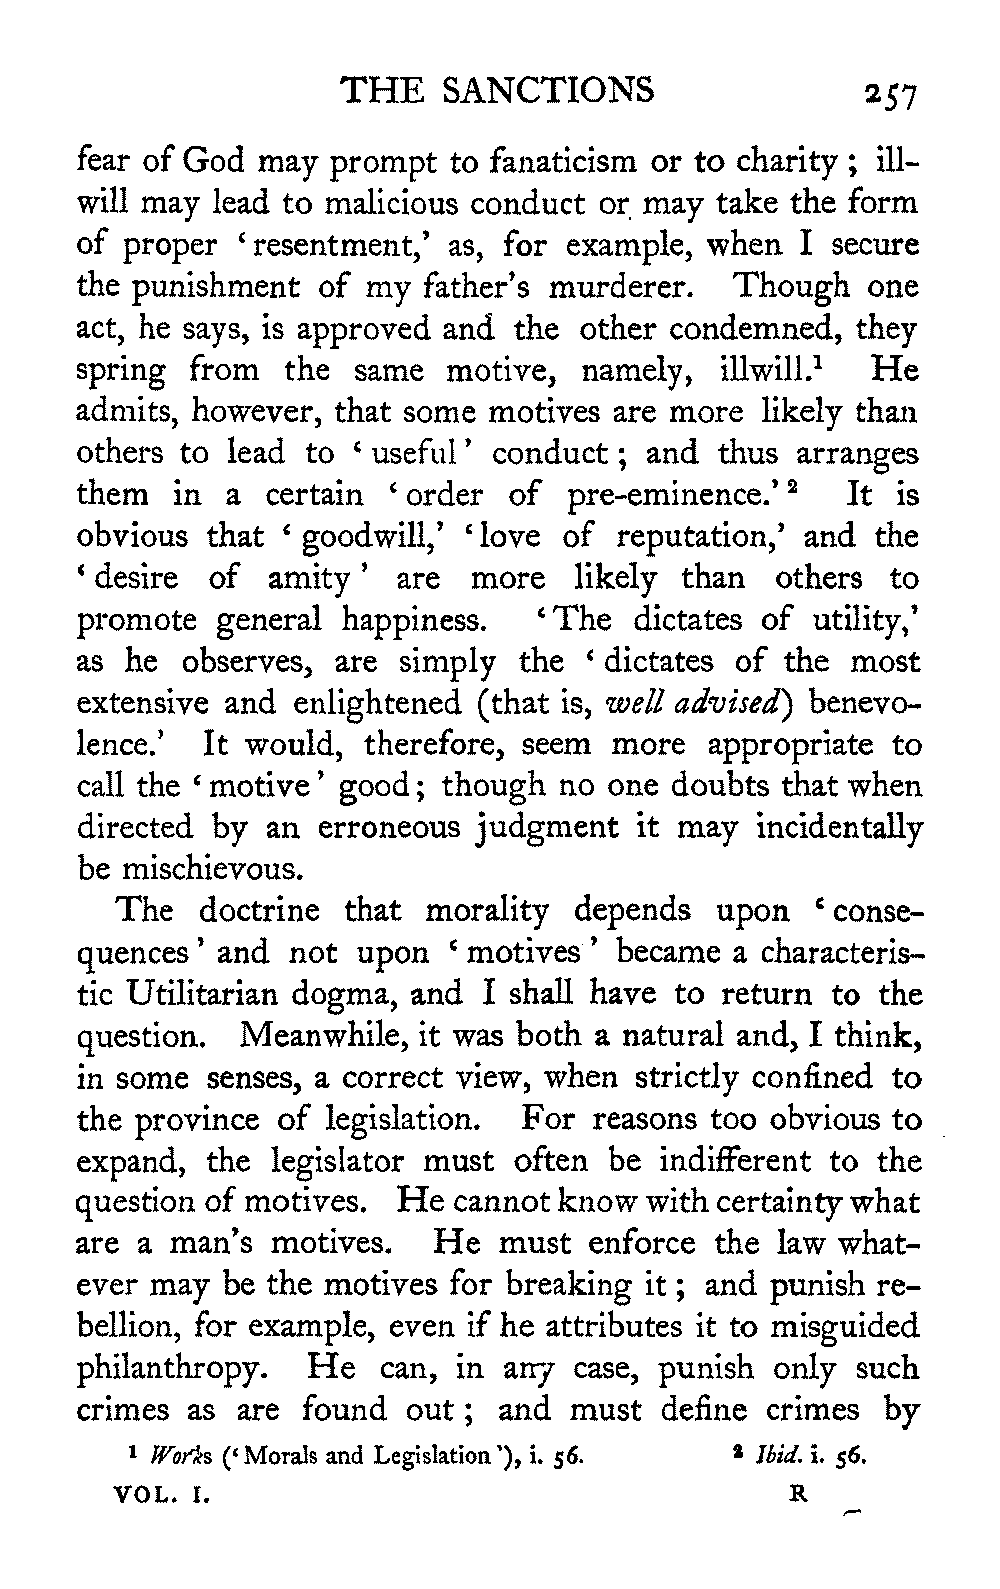 THE SANCTIONS 257
fear of God may prompt to fanaticism or to charity ; ill-
will may lead to malicious conduct or may take the form
of proper ‘resentment,’ as, for example, when I secure
the punishment of my father’s murderer. Though one
act, he says, is approved and the other condemned, they
spring from the same motive, namely, illwill.¹ He
admits, however, that some motives are more likely than
others to lead to ‘useful’ conduct ; and thus arranges
them in a certain ‘order of pre-eminence.’² It is
obvious that ‘goodwill,’ ‘love of reputation,’ and the
‘desire of amity’ are more likely than others to
promote general happiness. ‘The dictates of utility,’
as he observes, are simply the ‘dictates of the most
extensive and enlightened (that is, well advised) benevo-
lence.’ It would, therefore, seem more appropriate to
call the ‘motive’ good ; though no one doubts that when
directed by an erroneous judgment it may incidentally
be mischievous.
The doctrine that morality depends upon ‘conse-
quences’ and not upon ‘motives’ became a characteris-
tic Utilitarian dogma, and I shall have to return to the
question. Meanwhile, it was both a natural and, I think,
in some senses, a correct view, when strictly confined to
the province of legislation. For reasons too obvious to
expand, the legislator must often be indifferent to the
question of motives. He cannot know with certainty what
are a man’s motives. He must enforce the law what-
ever may be the motives for breaking it ; and punish re-
bellion, for example, even if he attributes it to misguided
philanthropy. He can, in any case, punish only such
crimes as are found out ; and must define crimes by
¹ Works (‘Morals and Legislation’), i. 56. ² Ibid. i. 56.
VOL. I. R